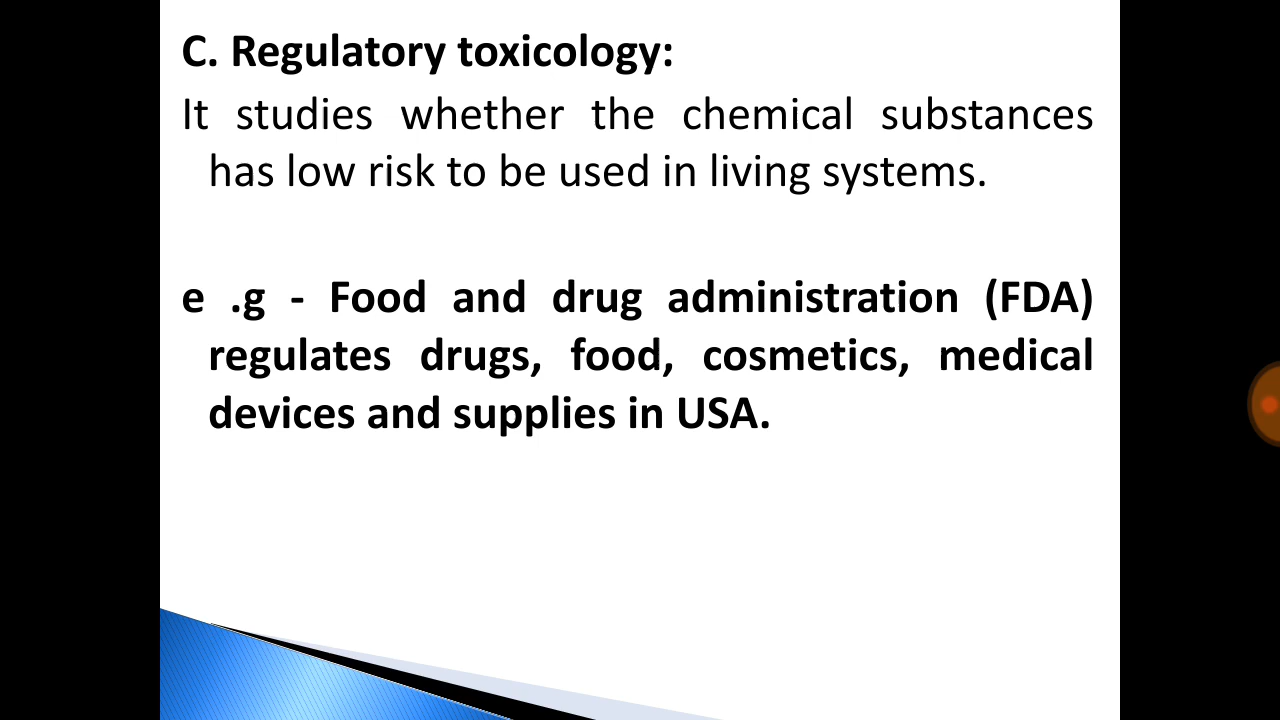 C. Regulatory toxicology:
It studies whether the chemical substances
has low risk to be used in living systems.
e .g - Food and drug administration (FDA)
regulates drugs, food, cosmetics, medical
devices and supplies in USA.